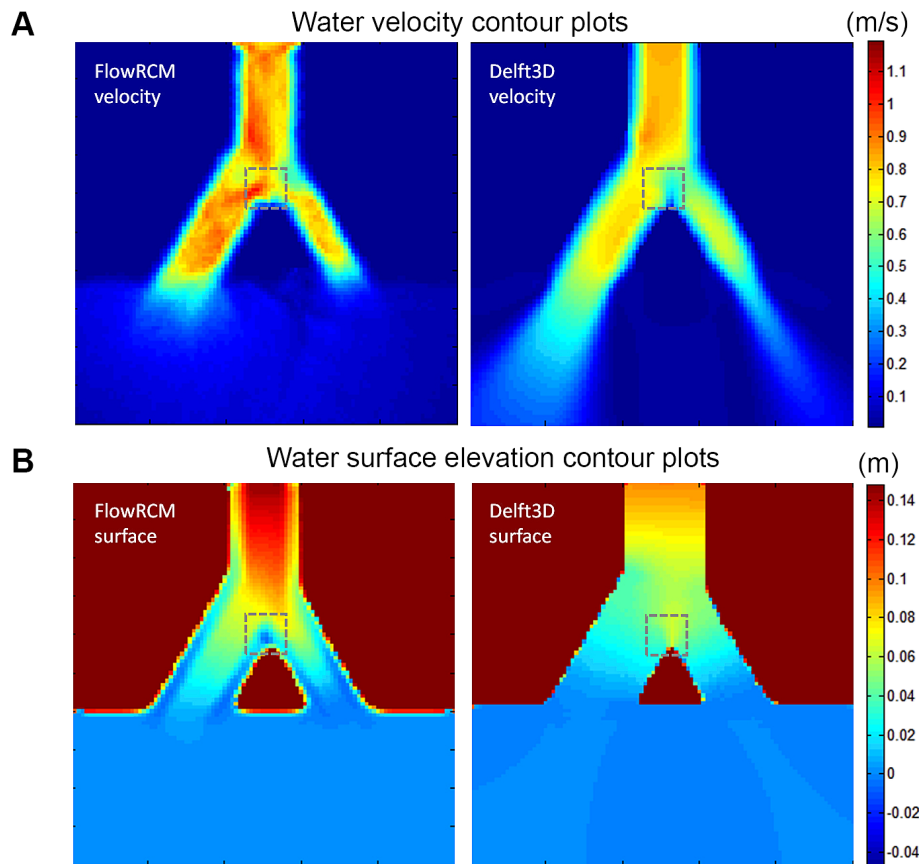 A
Water velocity contour plots
(m/s)
FlowRCM
velocity
Delft3D
velocity
1.1
1
0.9
0.8
0.7
0.6
0.5
0.4
0.3
0.2
0.1
B
Water surface elevation contour plots
(m)
FlowRCM
surface
Delft3D
surface
0.14
0.12
0.1
0.08
0.06
0.04
0.02
0
-0.02
-0.04